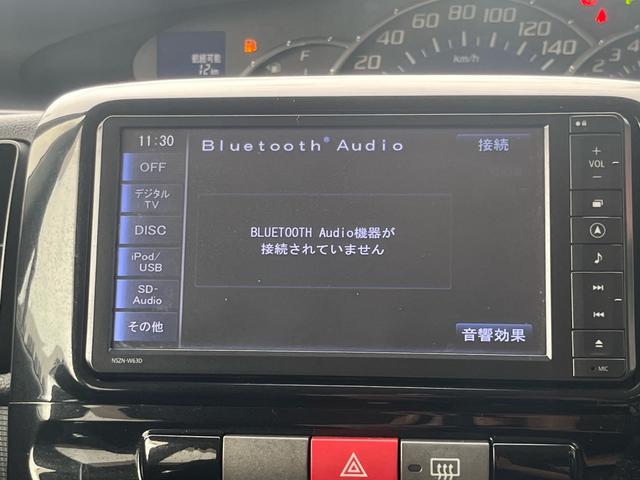 航続可能
12km
E
F
20
40
60
80
100
120
140
km/h
2
3
4
11:30
Bluetooth® Audio
接続
OFF
デジタル
TV
DISC
iPod/
USB
SD-
Audio
その他
BLUETOOTH Audio機器が
接続されていません
音響効果
NSZN-W63D
+
VOL
−
MIC